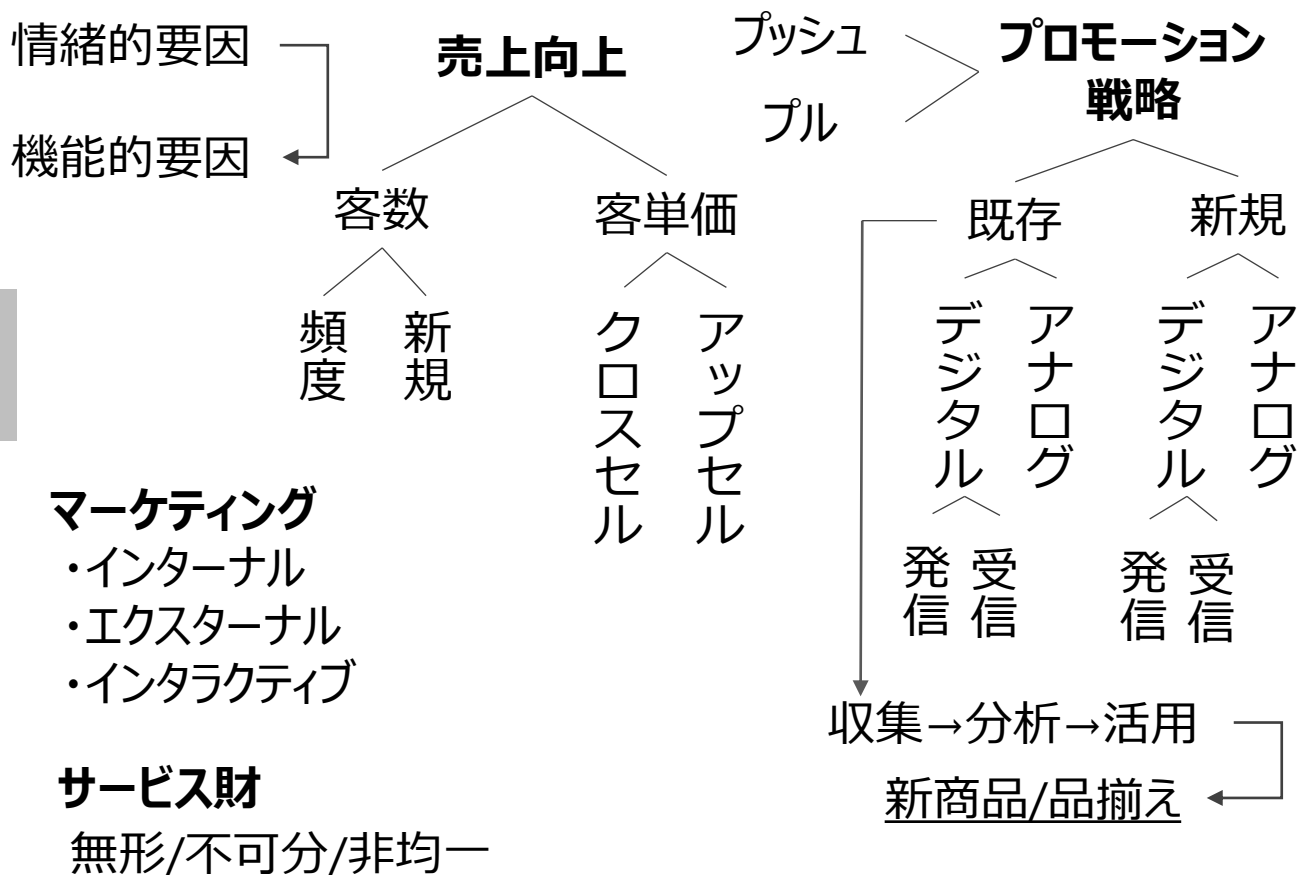 情緒的要因
機能的要因
売上向上
客数
客単価
頻度
新規
クロスセル
アップセル
プッシュ
プル
プロモーション
戦略
既存
新規
デジタル
アナログ
デジタル
アナログ
発信
受信
発信
受信
収集→分析→活用
新商品/品揃え
マーケティング
・インターナル
・エクスターナル
・インタラクティブ
サービス財
無形/不可分/非均一